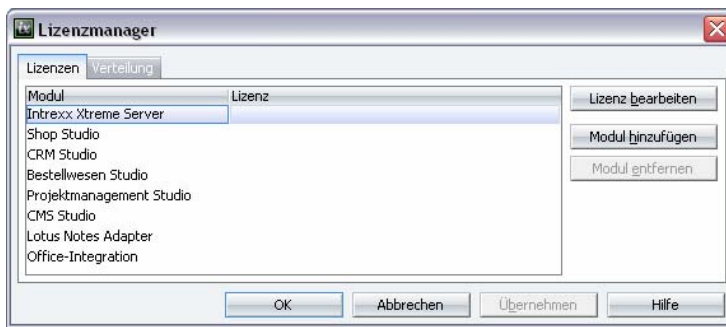 Lizenzmanager
Lizenzen Verteilung
Modul Lizenz
Intrexx Xtreme Server
Shop Studio
CRM Studio
Bestellwesen Studio
Projektmanagement Studio
CMS Studio
Lotus Notes Adapter
Office-Integration
Lizenz bearbeiten
Modul hinzufügen
Modul entfernen
OK Abbrechen Übernehmen Hilfe